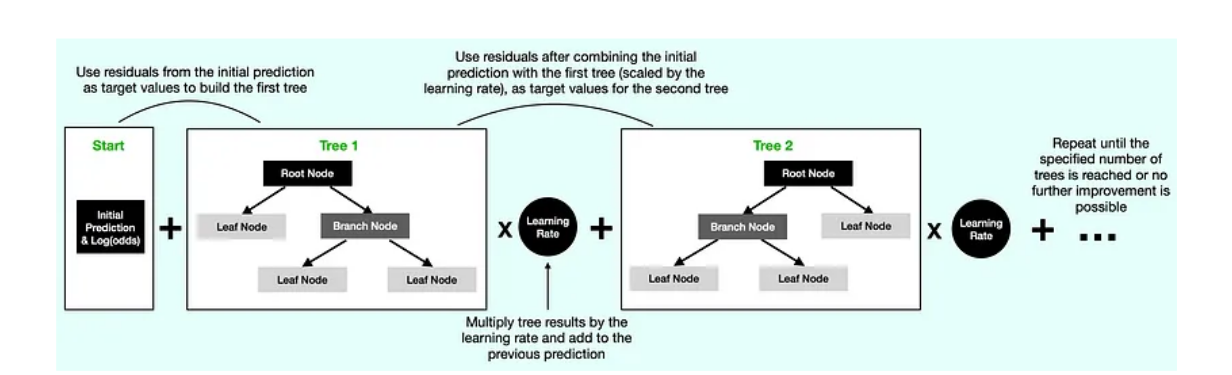 Use residuals from the initial prediction
as target values to build the first tree
Use residuals after combining the initial
prediction with the first tree (scaled by the
learning rate), as target values for the second tree
Start
Initial
Prediction
& Log(odds)
+
Tree 1
Root Node
Leaf Node
Branch Node
Leaf Node
Leaf Node
x
Learning
Rate
+
Multiply tree results by the
learning rate and add to the
previous prediction
Tree 2
Root Node
Branch Node
Leaf Node
Leaf Node
Leaf Node
x
Learning
Rate
+
...
Repeat until the
specified number of
trees is reached or no
further improvement is
possible